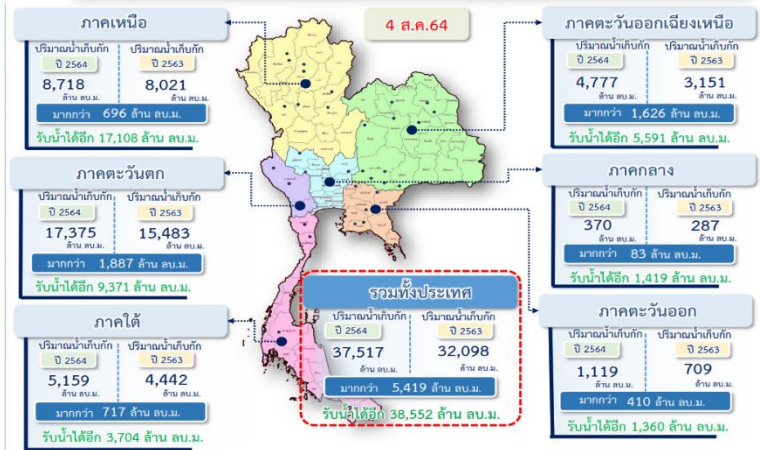 ภาคเหนือ
ปริมาณน้ำเก็บกัก ปริมาณน้ำเก็บกัก
ปี 2564 ปี 2563
8,718 8,021
ล้าน ลบ.ม. ล้าน ลบ.ม.
มากกว่า 696 ล้าน ลบ.ม.
รับน้ำได้อีก 17,108 ล้าน ลบ.ม.
4 ส.ค.64
ภาคตะวันออกเฉียงเหนือ
ปริมาณน้ำเก็บกัก ปริมาณน้ำเก็บกัก
ปี 2564 ปี 2563
4,777 3,151
ล้าน ลบ.ม. ล้าน ลบ.ม.
มากกว่า 1,626 ล้าน ลบ.ม.
รับน้ำได้อีก 5,591 ล้าน ลบ.ม.
ภาคตะวันตก
ปริมาณน้ำเก็บกัก ปริมาณน้ำเก็บกัก
ปี 2564 ปี 2563
17,375 15,483
ล้าน ลบ.ม. ล้าน ลบ.ม.
มากกว่า 1,887 ล้าน ลบ.ม.
รับน้ำได้อีก 9,371 ล้าน ลบ.ม.
ภาคกลาง
ปริมาณน้ำเก็บกัก ปริมาณน้ำเก็บกัก
ปี 2564 ปี 2563
370 287
ล้าน ลบ.ม. ล้าน ลบ.ม.
มากกว่า 83 ล้าน ลบ.ม.
รับน้ำได้อีก 1,419 ล้าน ลบ.ม.
ภาคใต้
ปริมาณน้ำเก็บกัก ปริมาณน้ำเก็บกัก
ปี 2564 ปี 2563
5,159 4,442
ล้าน ลบ.ม. ล้าน ลบ.ม.
มากกว่า 717 ล้าน ลบ.ม.
รับน้ำได้อีก 3,704 ล้าน ลบ.ม.
รวมทั้งประเทศ
ปริมาณน้ำเก็บกัก ปริมาณน้ำเก็บกัก
ปี 2564 ปี 2563
37,517 32,098
ล้าน ลบ.ม. ล้าน ลบ.ม.
มากกว่า 5,419 ล้าน ลบ.ม.
รับน้ำได้อีก 38,552 ล้าน ลบ.ม.
ภาคตะวันออก
ปริมาณน้ำเก็บกัก ปริมาณน้ำเก็บกัก
ปี 2564 ปี 2563
1,119 709
ล้าน ลบ.ม. ล้าน ลบ.ม.
มากกว่า 410 ล้าน ลบ.ม.
รับน้ำได้อีก 1,360 ล้าน ลบ.ม.